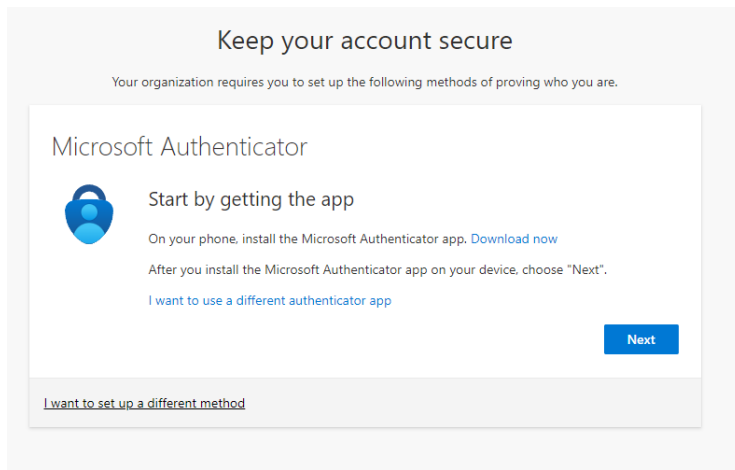 Keep your account secure
Your organization requires you to set up the following methods of proving who you are.
Microsoft Authenticator
Start by getting the app
On your phone, install the Microsoft Authenticator app. Download now
After you install the Microsoft Authenticator app on your device, choose "Next".
I want to use a different authenticator app
Next
I want to set up a different method